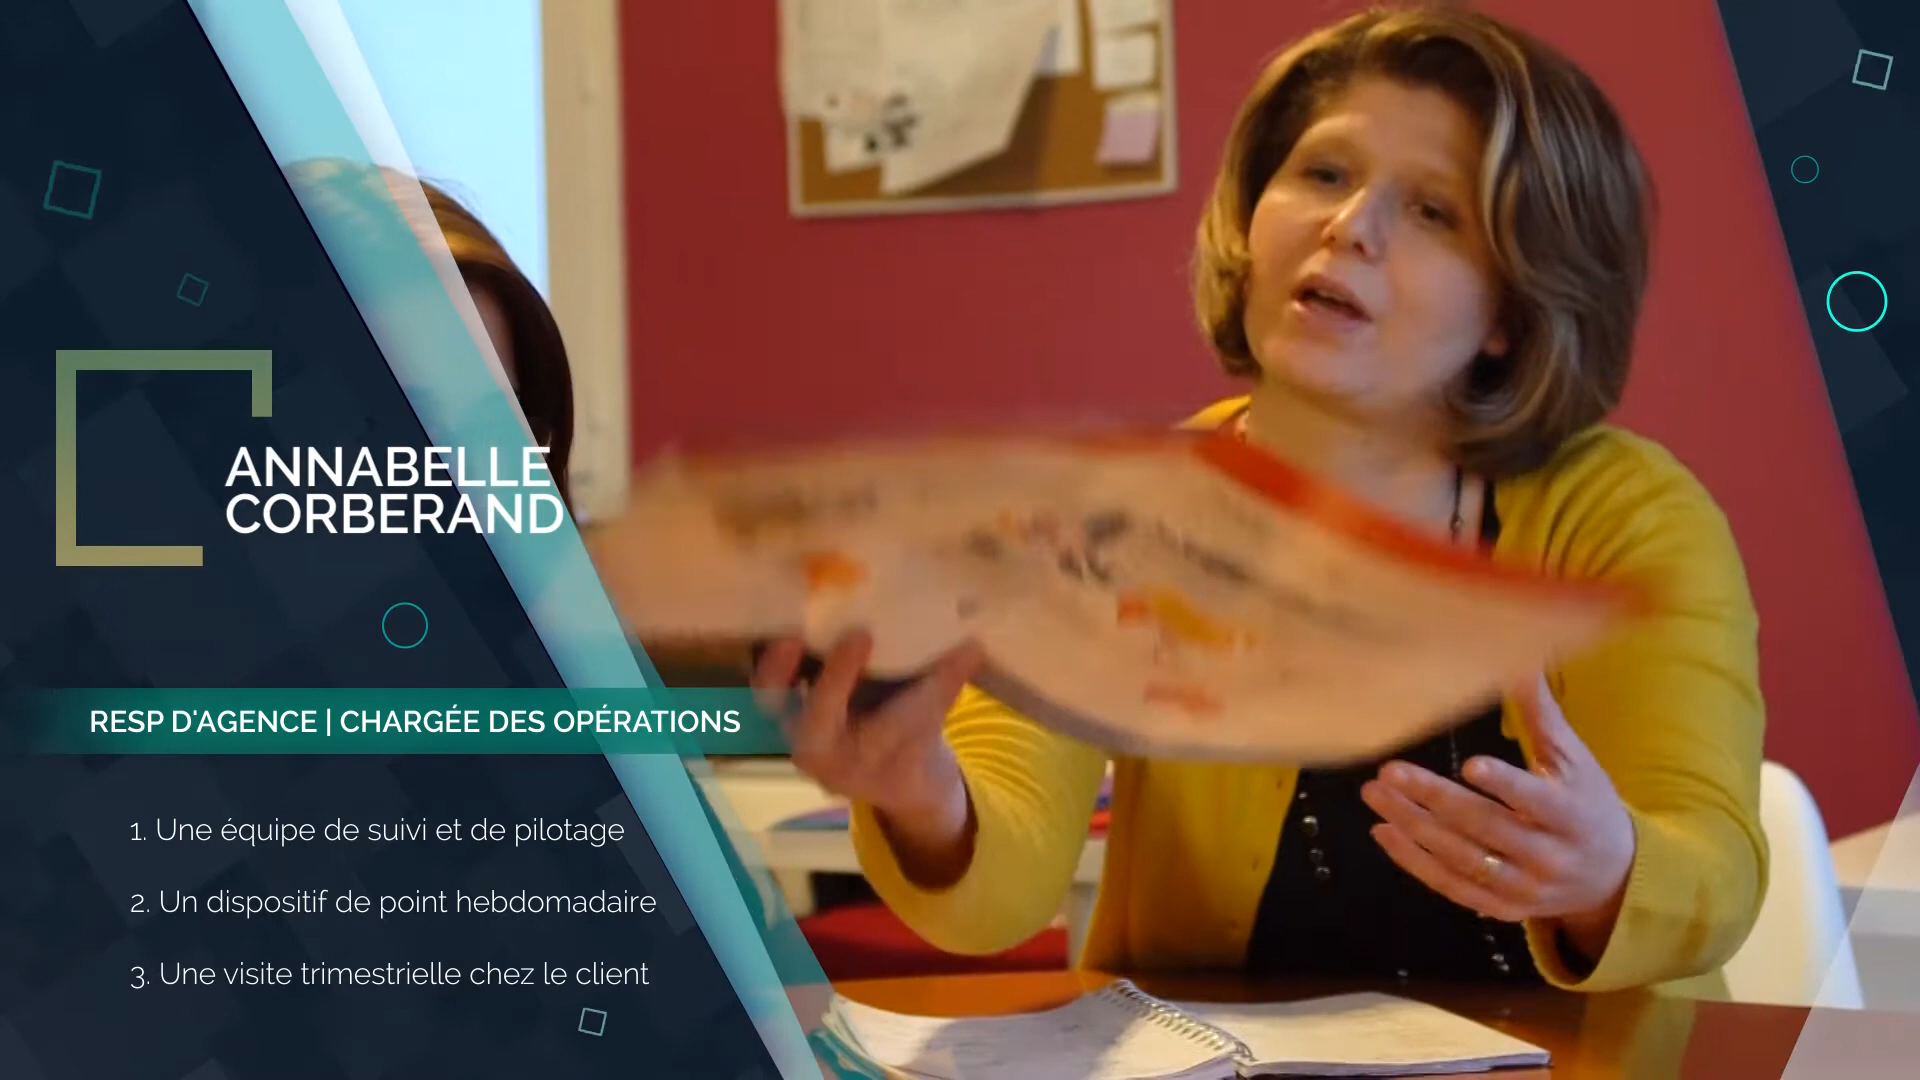 ANNABELLE
CORBERAND
RESP D'AGENCE | CHARGÉE DES OPÉRATIONS
1. Une équipe de suivi et de pilotage
2. Un dispositif de point hebdomadaire
3. Une visite trimestrielle chez le client